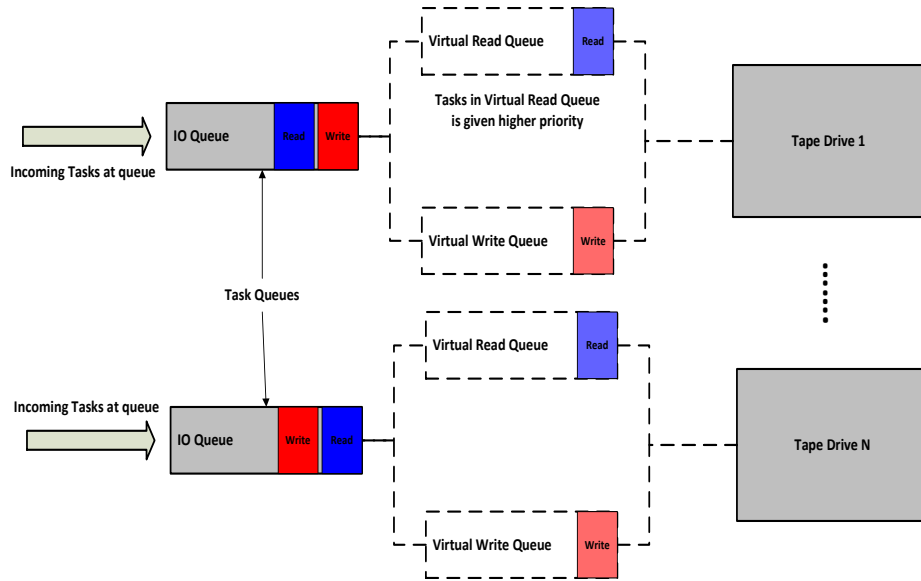 Virtual Read Queue
Read
Tasks in Virtual Read Queue
is given higher priority
IO Queue
Read
Write
Incoming Tasks at queue
Tape Drive 1
Virtual Write Queue
Write
Task Queues
Virtual Read Queue
Read
Incoming Tasks at queue
IO Queue
Write
Read
Tape Drive N
Virtual Write Queue
Write